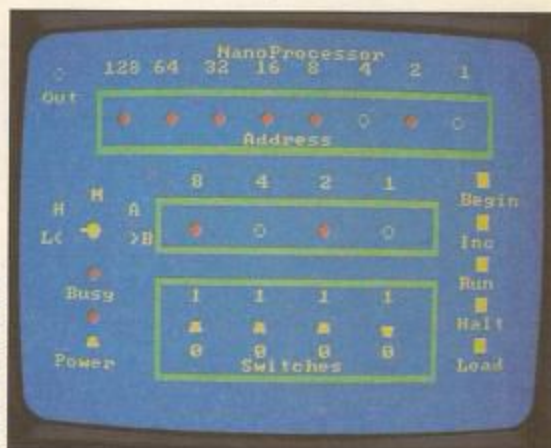 NanoProcessor
128 64 32 16 8 4 2 1
Out
Address
8 4 2 1
Begin
M
H A
L< >B
Inc
Run
Busy
1 1 1 1
Halt
0 0 0 0
Power
Switches
Load